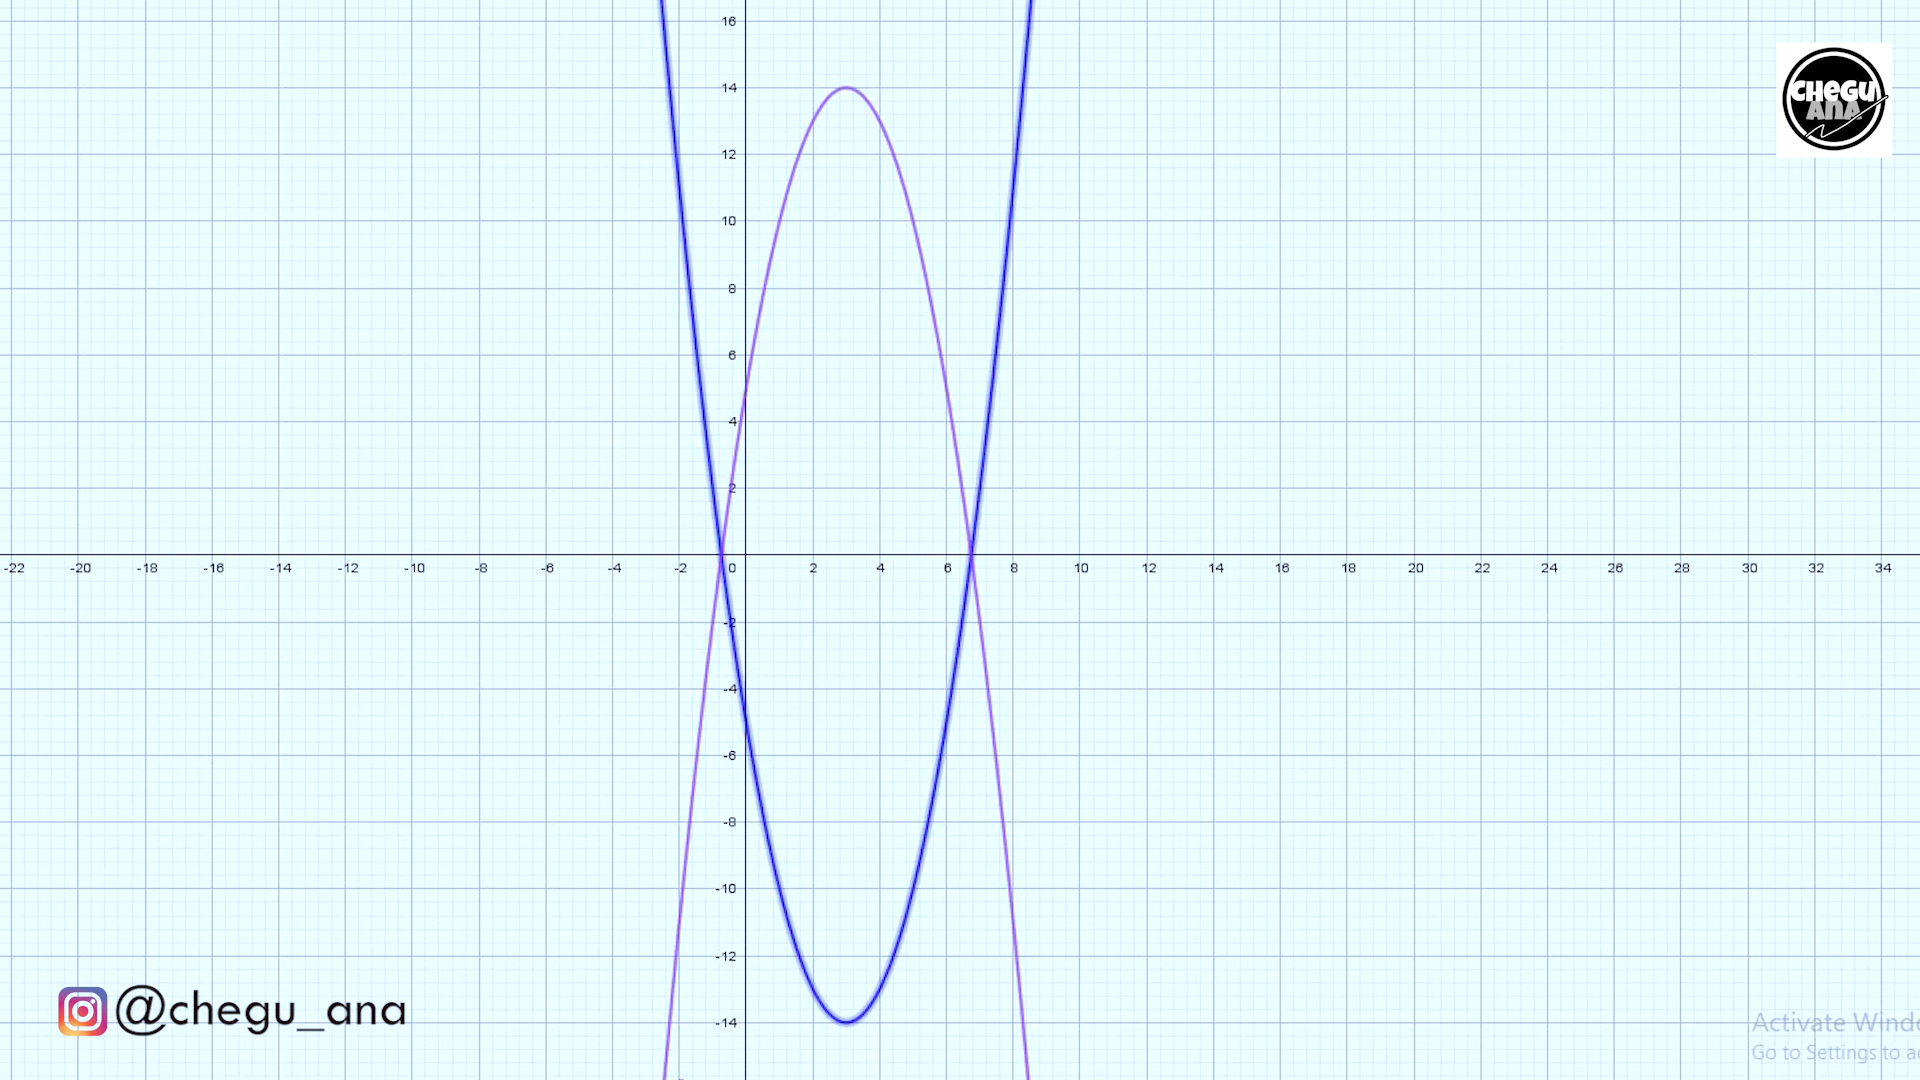 16
14
12
10
8
6
4
2
-22 -20 -18 -16 -14 -12 -10 -8 -6 -4 -2 0 2 4 6 8 10 12 14 16 18 20 22 24 26 28 30 32 34
-2
-4
-6
-8
-10
-12
-14
CHEGU
ANA
@chegu_ana
Activate Windo
Go to Settings to a